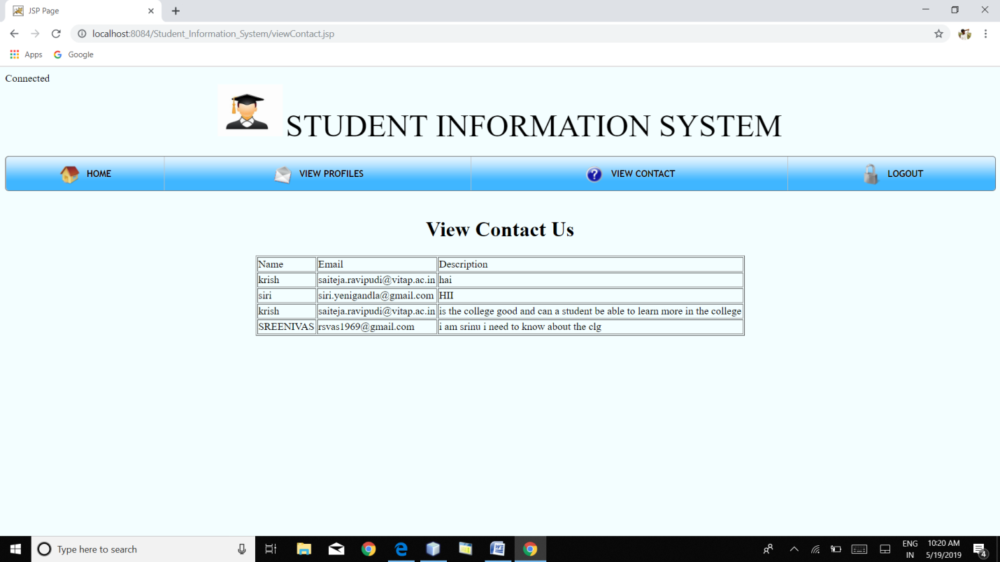 JSP Page
localhost:8084/Student_Information_System/viewContact.jsp
Apps Google
Connected
STUDENT INFORMATION SYSTEM
HOME VIEW PROFILES VIEW CONTACT LOGOUT
View Contact Us
Name Email Description
krish saiteja.ravipudi@vitap.ac.in hai
siri siri.yenigandla@gmail.com HII
krish saiteja.ravipudi@vitap.ac.in is the college good and can a student be able to learn more in the college
SREENIVAS rsvas1969@gmail.com i am srinu i need to know about the clg
Type here to search
ENG 10:20 AM
IN 5/19/2019 4